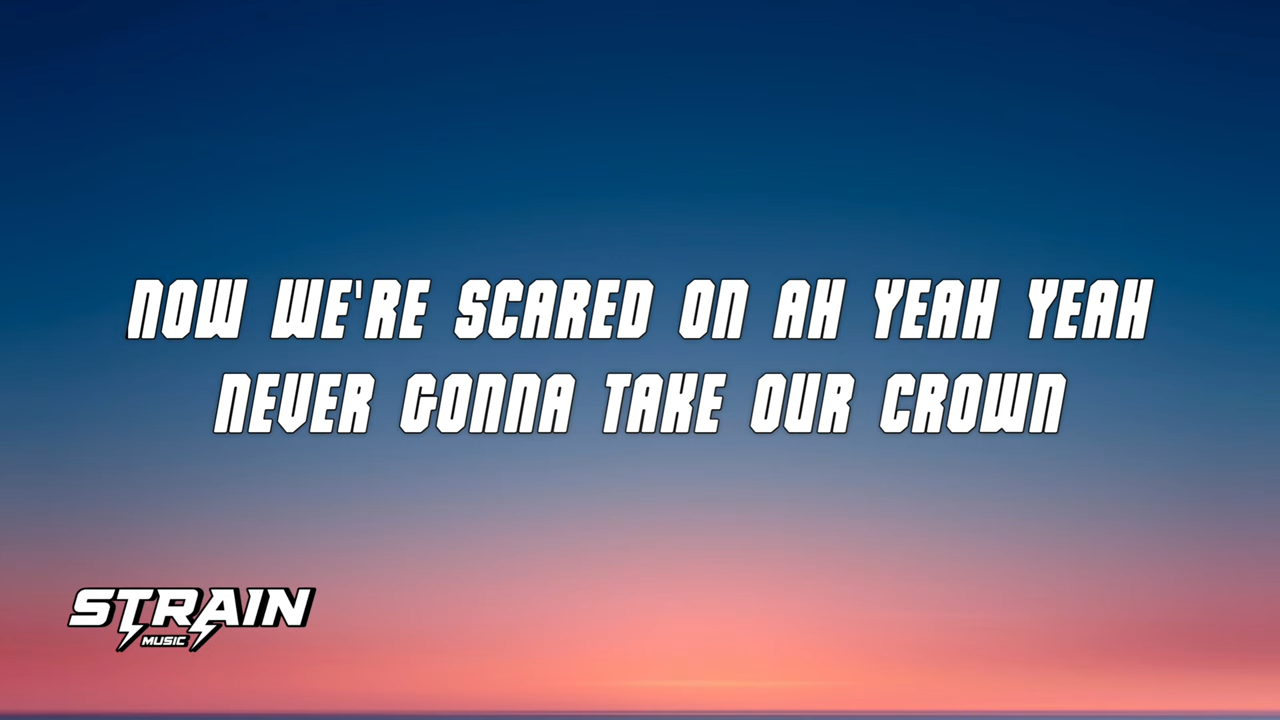 NOW WE'RE SCARED ON AH YEAH YEAH
NEVER GONNA TAKE OUR CROWN
STRAIN
MUSIC